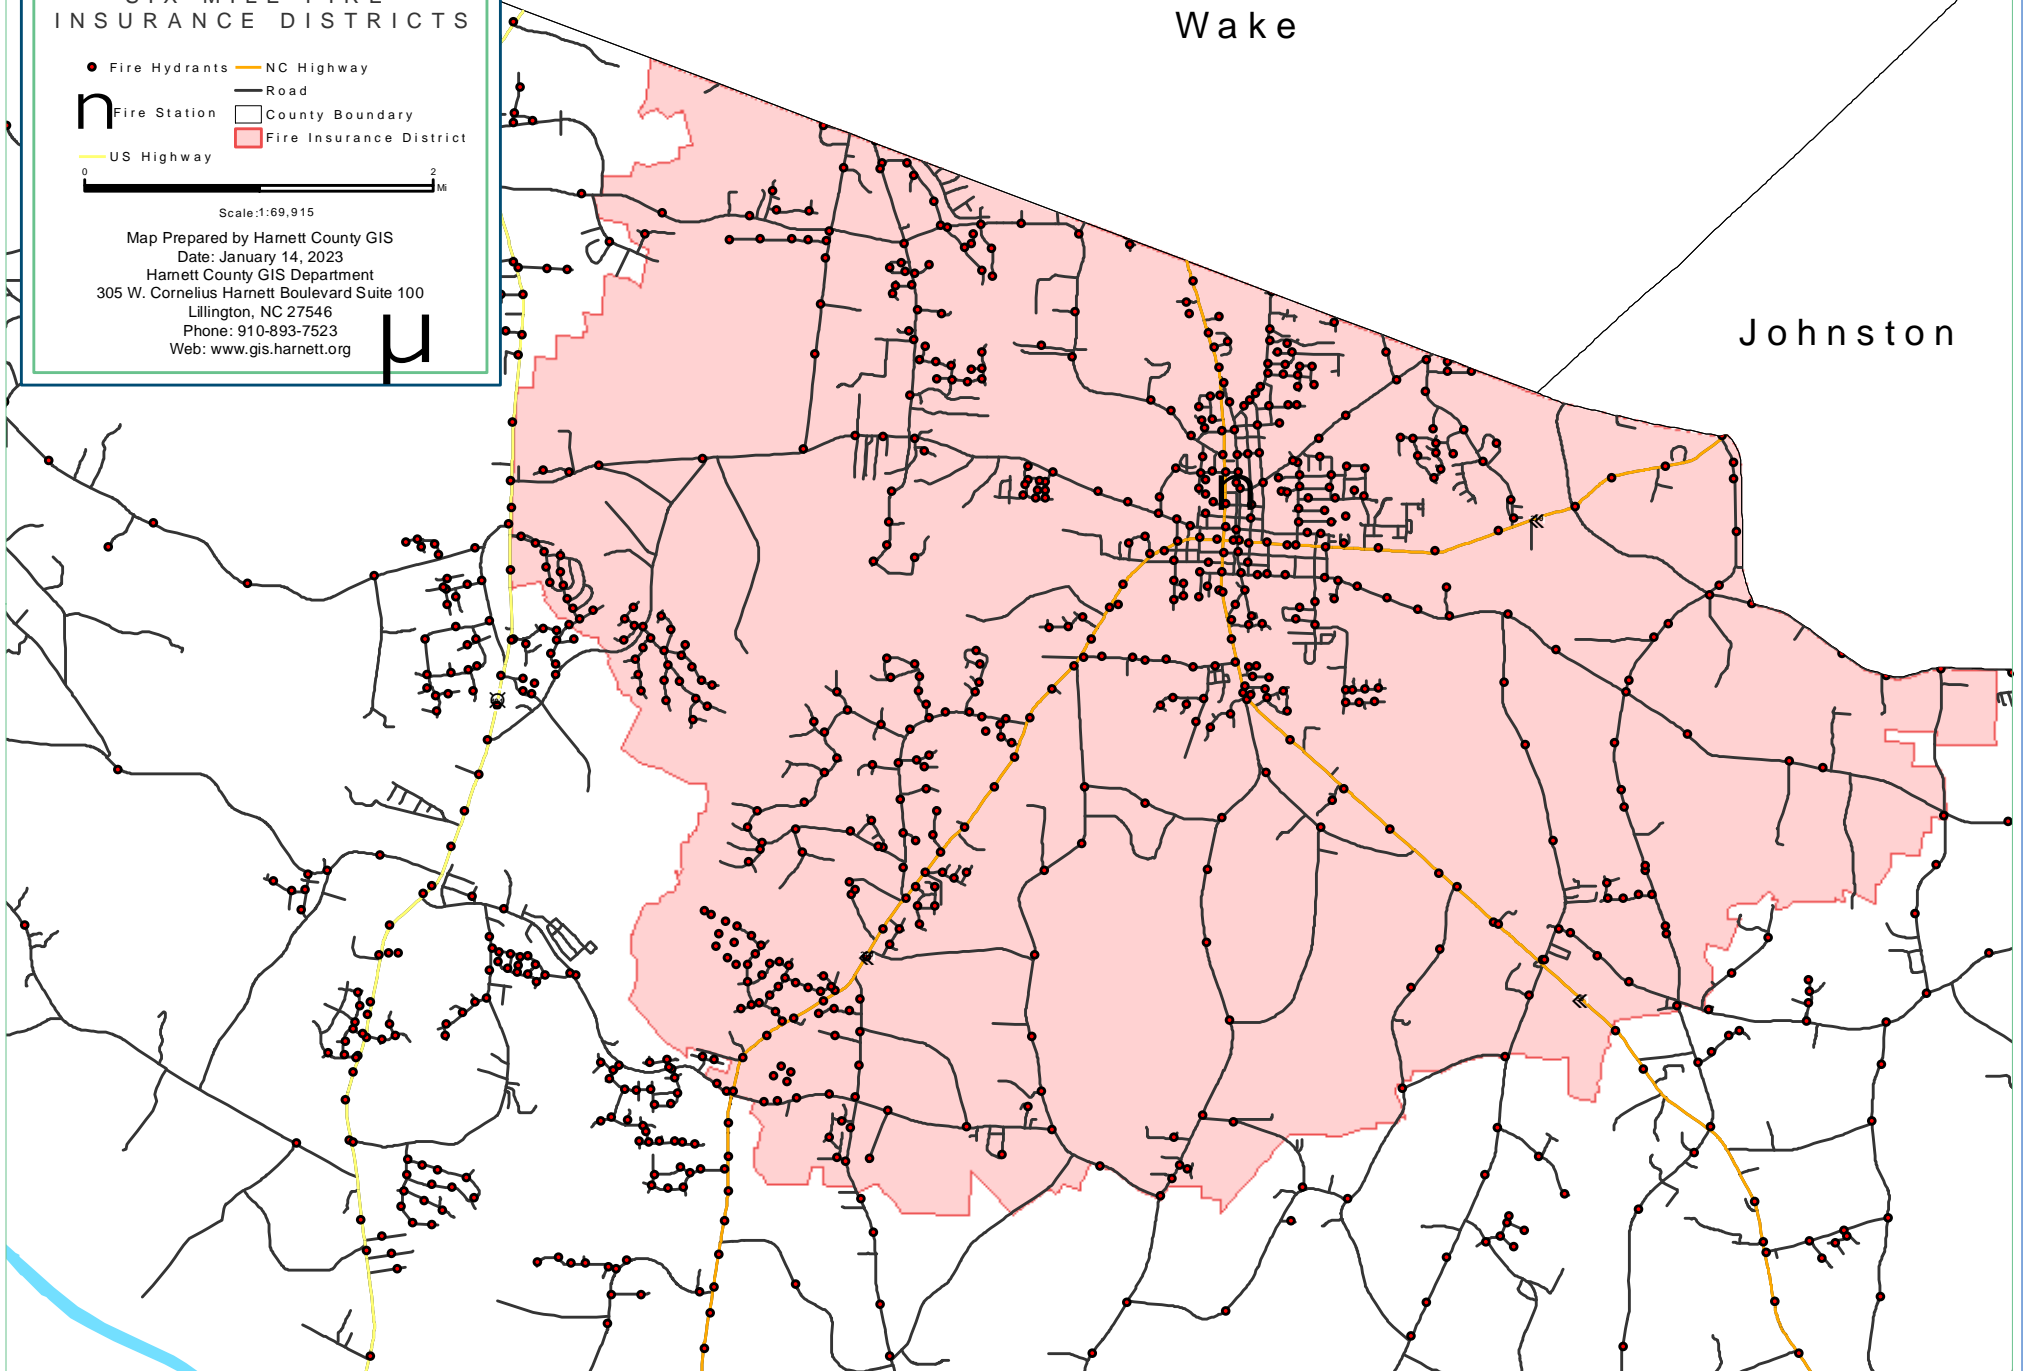 SIX MILE FIRE
INSURANCE DISTRICTS
Fire Hydrants
NC Highway
Road
n
Fire Station
County Boundary
Fire Insurance District
US Highway
0 2
Mi
Scale:1:69,915
Map Prepared by Harnett County GIS
Date: January 14, 2023
Harnett County GIS Department
305 W. Cornelius Harnett Boulevard Suite 100
Lillington, NC 27546
Phone: 910-893-7523
Web: www.gis.harnett.org
µ
Wake
Johnston
n